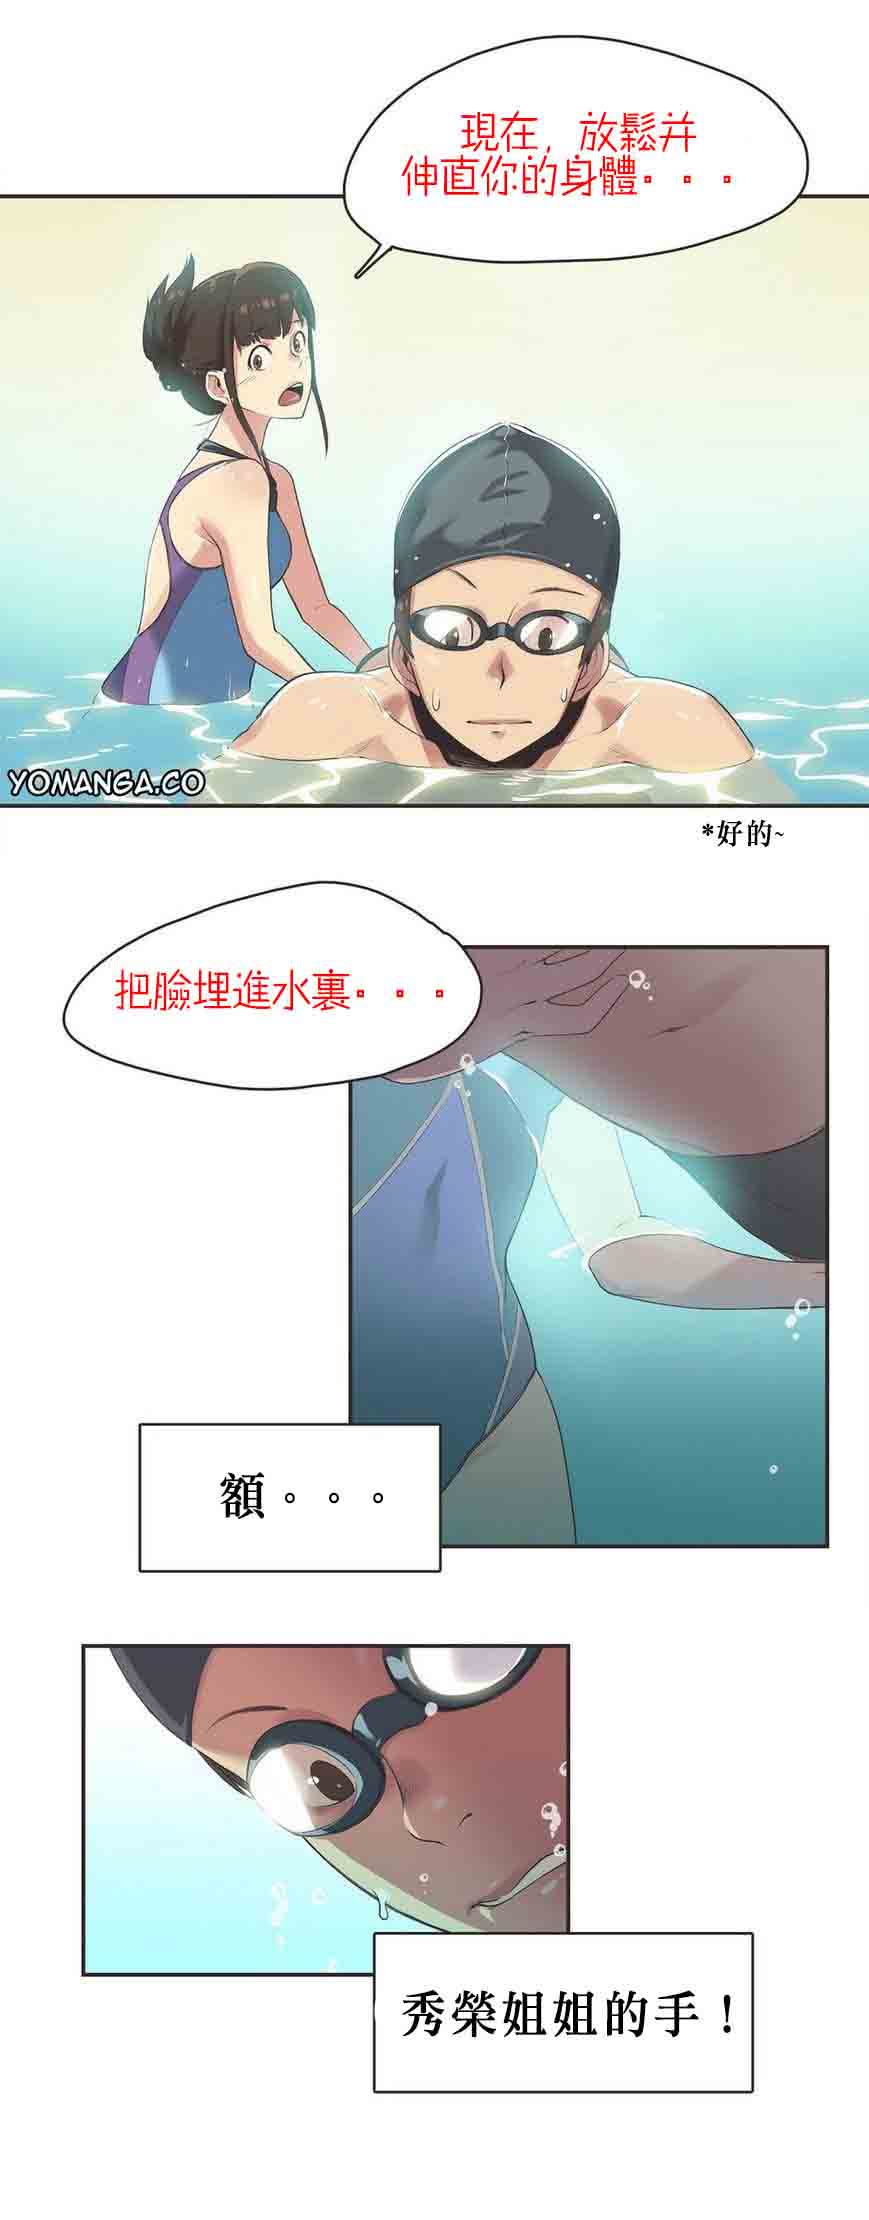 現在，放鬆并
伸直你的身體・・・
YOMANGA.CO
*好的~
把臉埋進水裏・・・
額。。。
秀榮姐姐的手！